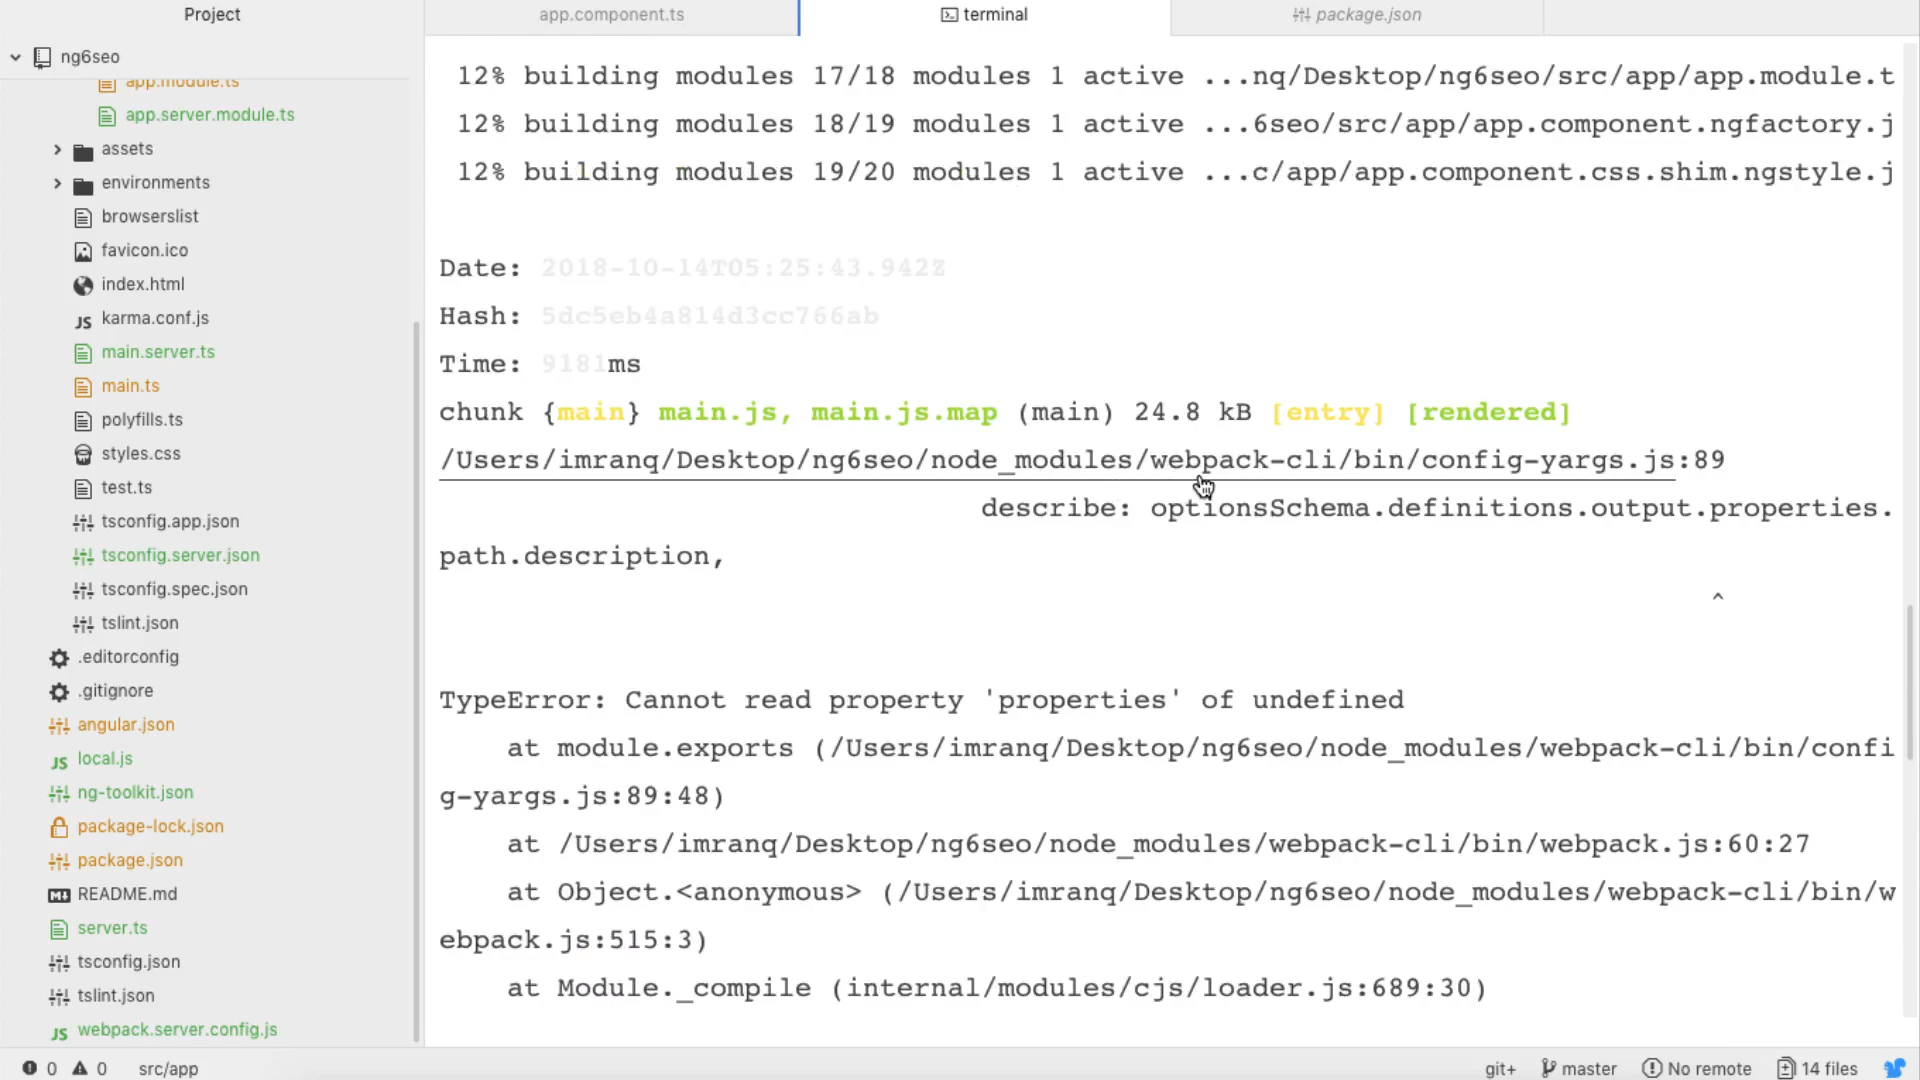 Project
app.component.ts
terminal
package.json
ng6seo
app.module.ts
app.server.module.ts
assets
environments
browserslist
favicon.ico
index.html
JS karma.conf.js
main.server.ts
main.ts
polyfills.ts
styles.css
test.ts
tsconfig.app.json
tsconfig.server.json
tsconfig.spec.json
tslint.json
.editorconfig
.gitignore
angular.json
JS local.js
ng-toolkit.json
package-lock.json
package.json
README.md
server.ts
tsconfig.json
tslint.json
JS webpack.server.config.js
12% building modules 17/18 modules 1 active ...nq/Desktop/ng6seo/src/app/app.module.t
12% building modules 18/19 modules 1 active ...6seo/src/app/app.component.ngfactory.j
12% building modules 19/20 modules 1 active ...c/app/app.component.css.shim.ngstyle.j
Date: 2018-10-14T05:25:43.942Z
Hash: 5dc5eb4a814d3cc766ab
Time: 9181ms
chunk {main} main.js, main.js.map (main) 24.8 kB [entry] [rendered]
/Users/imranq/Desktop/ng6seo/node_modules/webpack-cli/bin/config-yargs.js:89
describe: optionsSchema.definitions.output.properties.
path.description,
^
TypeError: Cannot read property 'properties' of undefined
at module.exports (/Users/imranq/Desktop/ng6seo/node_modules/webpack-cli/bin/confi
g-yargs.js:89:48)
at /Users/imranq/Desktop/ng6seo/node_modules/webpack-cli/bin/webpack.js:60:27
at Object.<anonymous> (/Users/imranq/Desktop/ng6seo/node_modules/webpack-cli/bin/w
ebpack.js:515:3)
at Module._compile (internal/modules/cjs/loader.js:689:30)
0 0 src/app
git+ master No remote 14 files